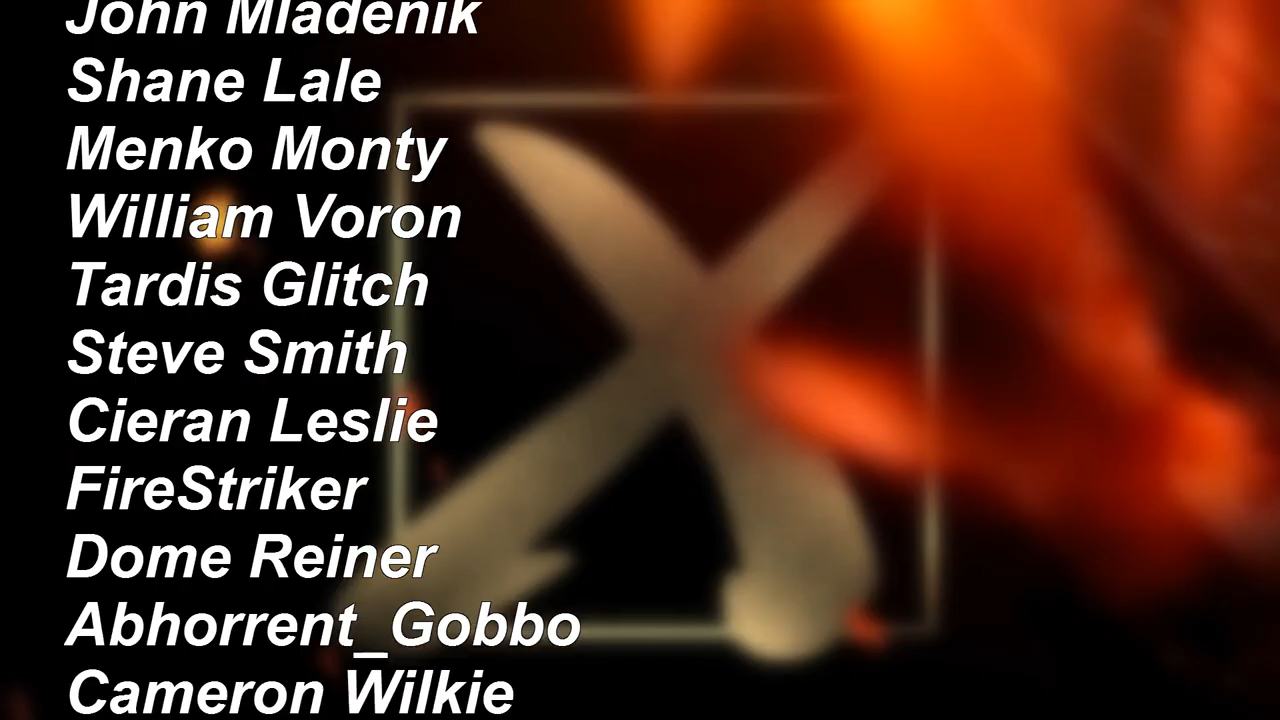 John Mladenik
Shane Lale
Menko Monty
William Voron
Tardis Glitch
Steve Smith
Cieran Leslie
FireStriker
Dome Reiner
Abhorrent_Gobbo
Cameron Wilkie